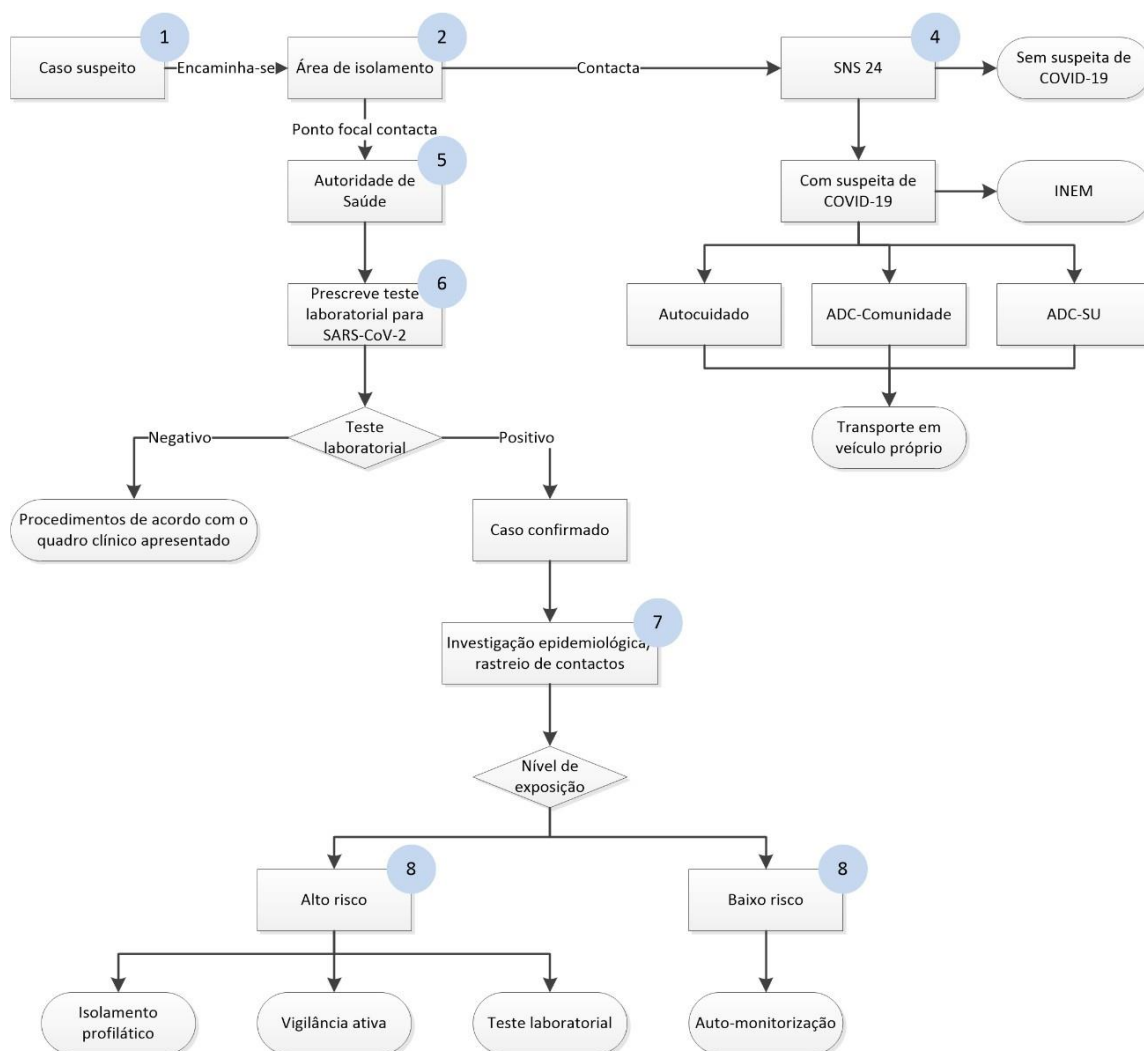 1
2
4
Caso suspeito
Encaminha-se
Área de isolamento
Contacta
SNS 24
Sem suspeita de
COVID-19
Ponto focal contacta
5
Autoridade de
Saúde
Com suspeita de
COVID-19
INEM
6
Prescreve teste
laboratorial para
SARS-CoV-2
Autocuidado
ADC-Comunidade
ADC-SU
Negativo
Teste
laboratorial
Positivo
Transporte em
veículo próprio
Procedimentos de acordo com o
quadro clínico apresentado
Caso confirmado
7
Investigação epidemiológica/
rastreio de contactos
Nível de
exposição
8
8
Alto risco
Baixo risco
Isolamento
profilático
Vigilância ativa
Teste laboratorial
Auto-monitorização